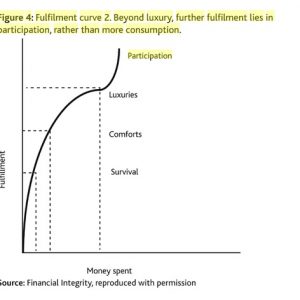 Figure 4: Fulfilment curve 2. Beyond luxury, further fulfilment lies in
participation, rather than more consumption.
Participation
Luxuries
Comforts
Survival
Fulfillment
Money spent
Source: Financial Integrity, reproduced with permission